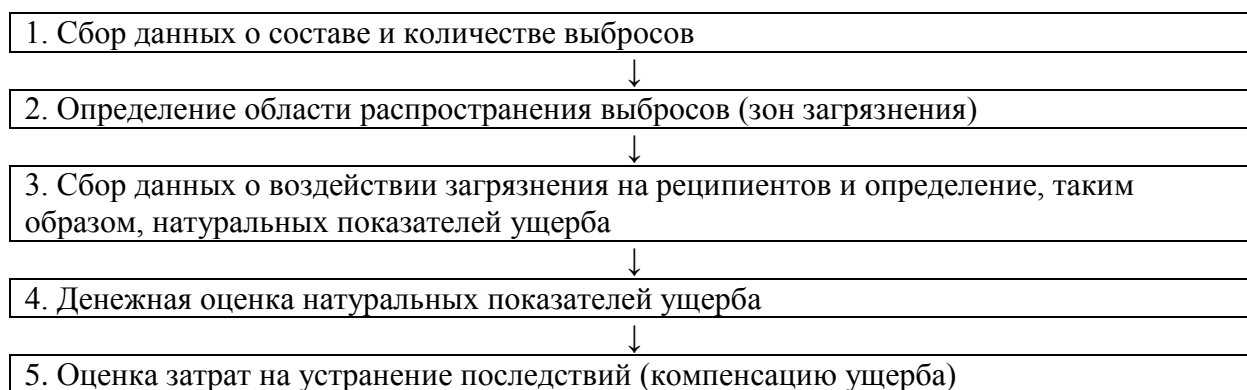 1. Сбор данных о составе и количестве выбросов
↓
2. Определение области распространения выбросов (зон загрязнения)
↓
3. Сбор данных о воздействии загрязнения на реципиентов и определение, таким
образом, натуральных показателей ущерба
↓
4. Денежная оценка натуральных показателей ущерба
↓
5. Оценка затрат на устранение последствий (компенсацию ущерба)